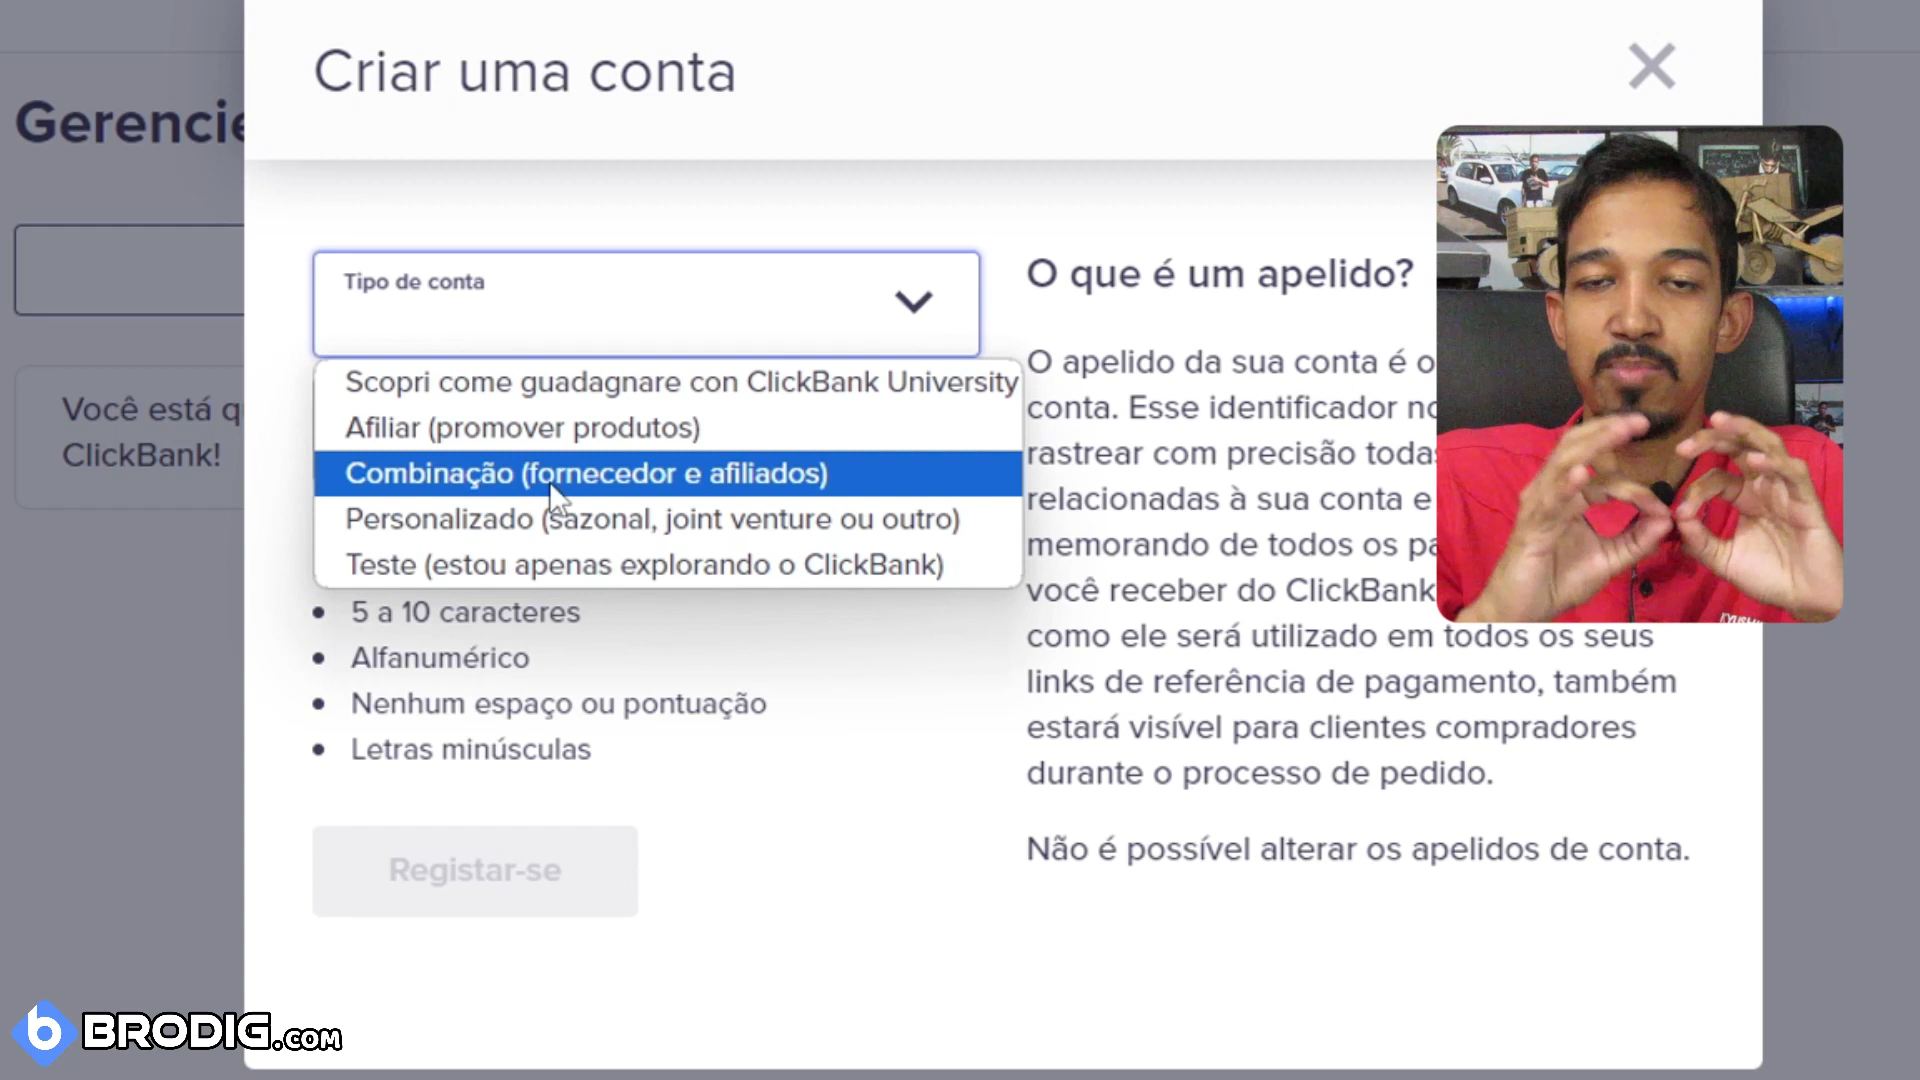 Criar uma conta
Gerencie
Tipo de conta
Scopri come guadagnare con ClickBank University
Afiliar (promover produtos)
Combinação (fornecedor e afiliados)
Personalizado (sazonal, joint venture ou outro)
Teste (estou apenas explorando o ClickBank)
5 a 10 caracteres
Alfanumérico
Nenhum espaço ou pontuação
Letras minúsculas
Registar-se
Você está
ClickBank!
O que é um apelido?
O apelido da sua conta é o
conta. Esse identificador
rastrear com precisão
relacionadas à sua conta e
memorando de todos os
você receber do ClickBank
como ele será utilizado em todos os seus
links de referência de pagamento, também
estará visível para clientes compradores
durante o processo de pedido.
Não é possível alterar os apelidos de conta.
b BRODIG.COM